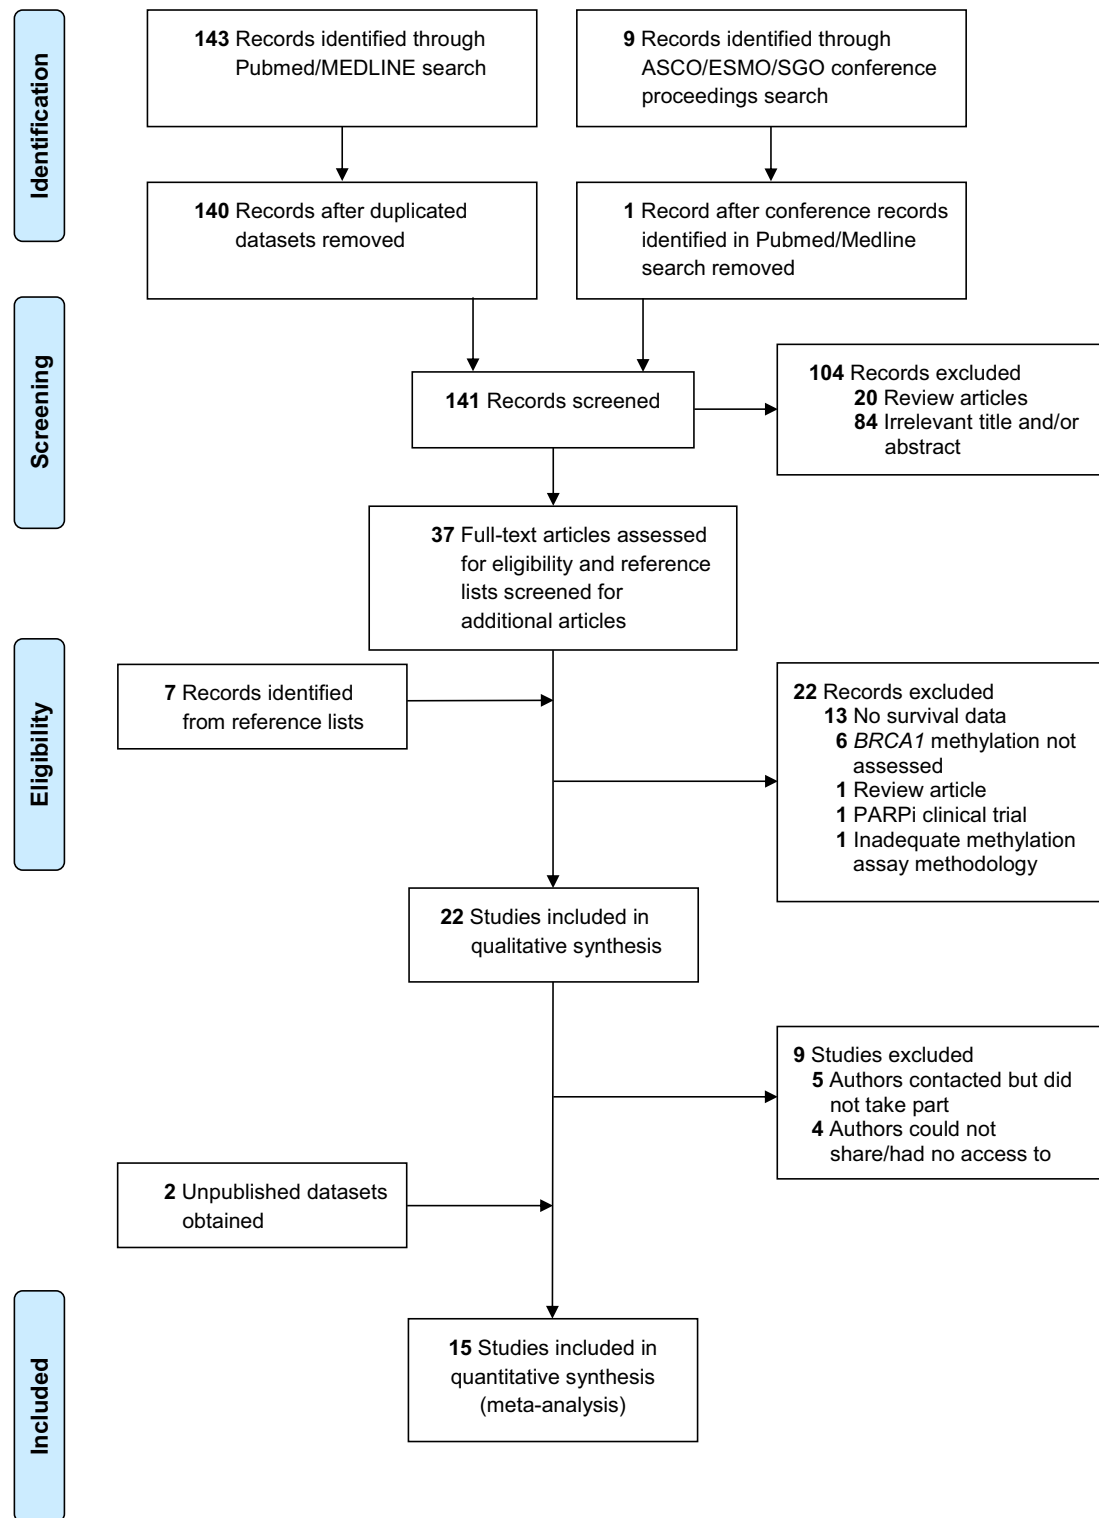 Identification
143 Records identified through
Pubmed/MEDLINE search
9 Records identified through
ASCO/ESMO/SGO conference
proceedings search
140 Records after duplicated
datasets removed
1 Record after conference records
identified in Pubmed/Medline
search removed
Screening
141 Records screened
104 Records excluded
20 Review articles
84 Irrelevant title and/or
abstract
37 Full-text articles assessed
for eligibility and reference
lists screened for
additional articles
Eligibility
7 Records identified
from reference lists
22 Records excluded
13 No survival data
6 BRCA1 methylation not
assessed
1 Review article
1 PARPi clinical trial
1 Inadequate methylation
assay methodology
22 Studies included in
qualitative synthesis
9 Studies excluded
5 Authors contacted but did
not take part
4 Authors could not
share/had no access to
2 Unpublished datasets
obtained
Included
15 Studies included in
quantitative synthesis
(meta-analysis)